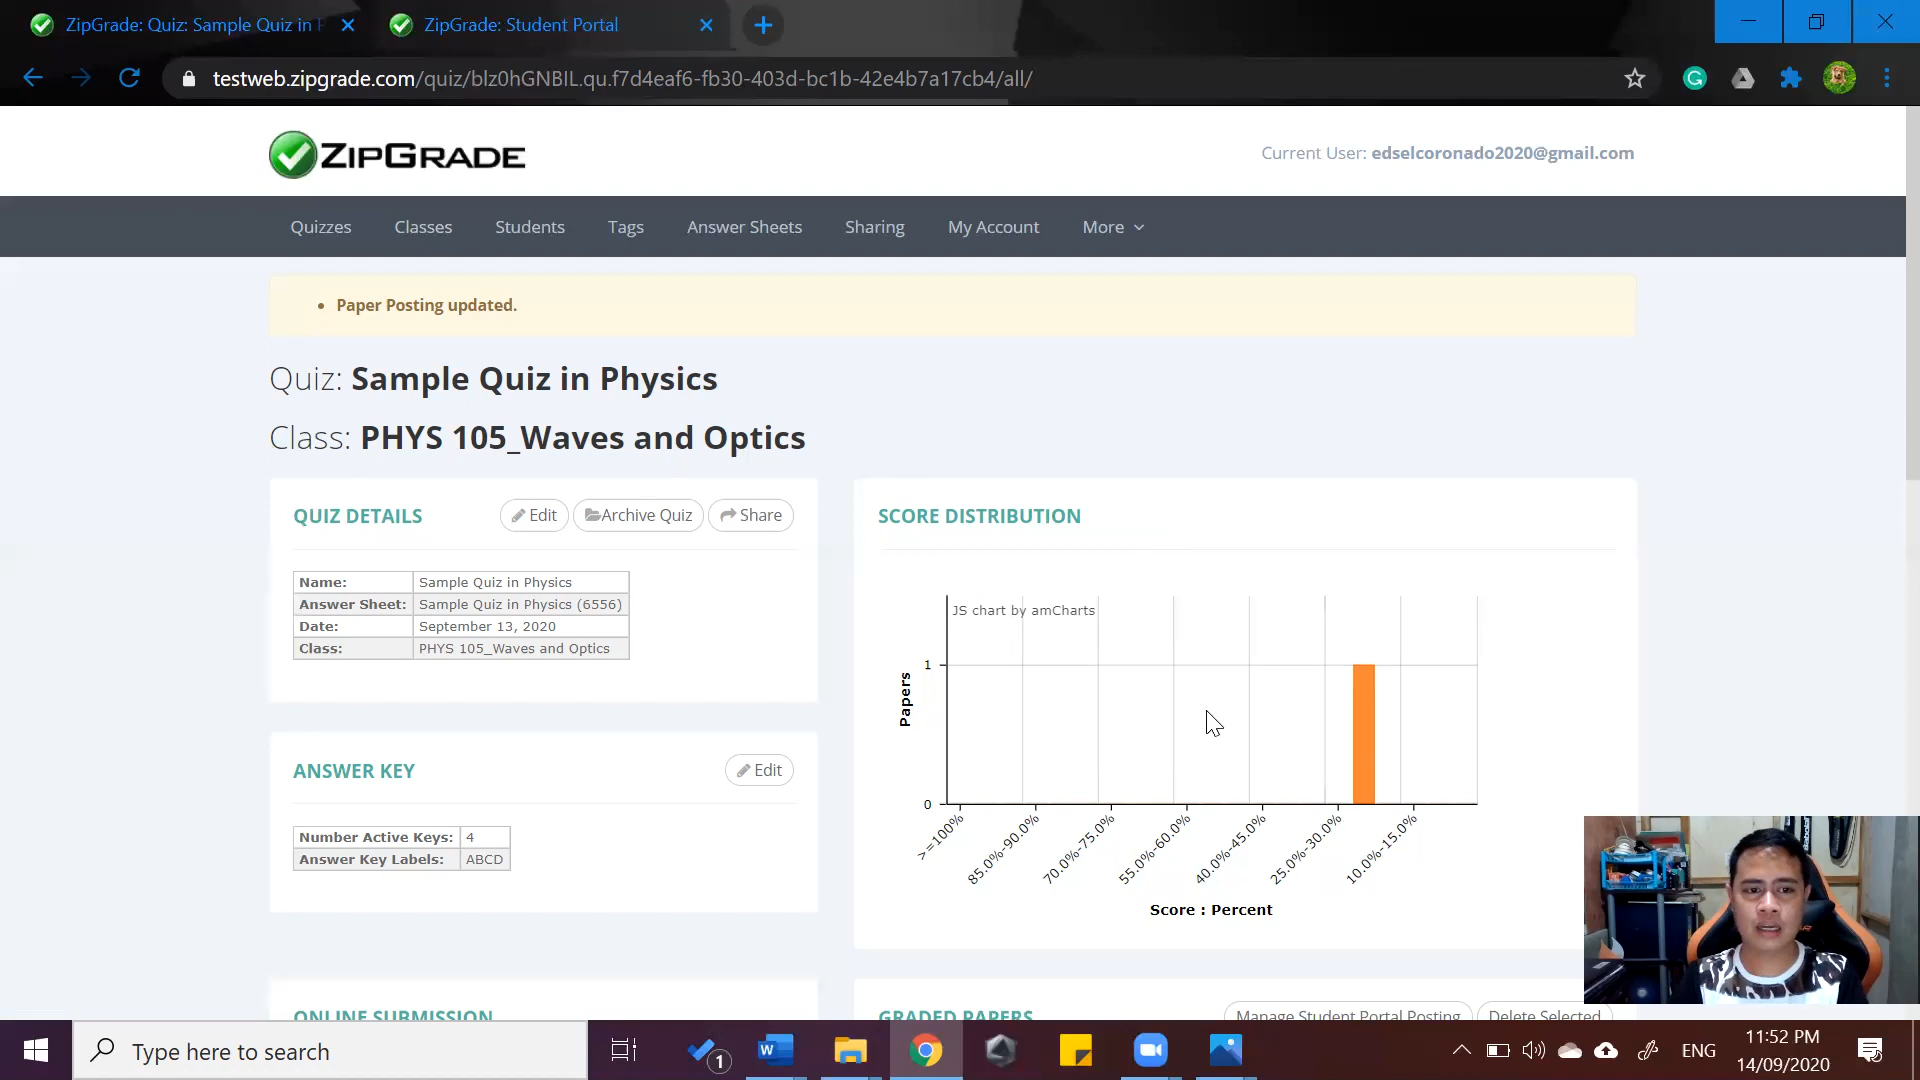 ZipGrade: Quiz: Sample Quiz in
ZipGrade: Student Portal
testweb.zipgrade.com/quiz/blz0hGNBIL.qu.f7d4eaf6-fb30-403d-bc1b-42e4b7a17cb4/all/
ZIPGRADE
Current User: edselcoronado2020@gmail.com
Quizzes Classes Students Tags Answer Sheets Sharing My Account More
Paper Posting updated.
Quiz: Sample Quiz in Physics
Class: PHYS 105_Waves and Optics
QUIZ DETAILS Edit Archive Quiz Share
Name: Sample Quiz in Physics
Answer Sheet: Sample Quiz in Physics (6556)
Date: September 13, 2020
Class: PHYS 105_Waves and Optics
ANSWER KEY Edit
Number Active Keys: 4
Answer Key Labels: ABCD
ONLINE SUBMISSION
SCORE DISTRIBUTION
JS chart by amCharts
Papers
1
0
>=100% 85.0%-90.0% 70.0%-75.0% 55.0%-60.0% 40.0%-45.0% 25.0%-30.0% 10.0%-15.0%
Score : Percent
GRADED PAPERS Manage Student Portal Posting Delete Selected
Type here to search
1
ENG
11:52 PM
14/09/2020